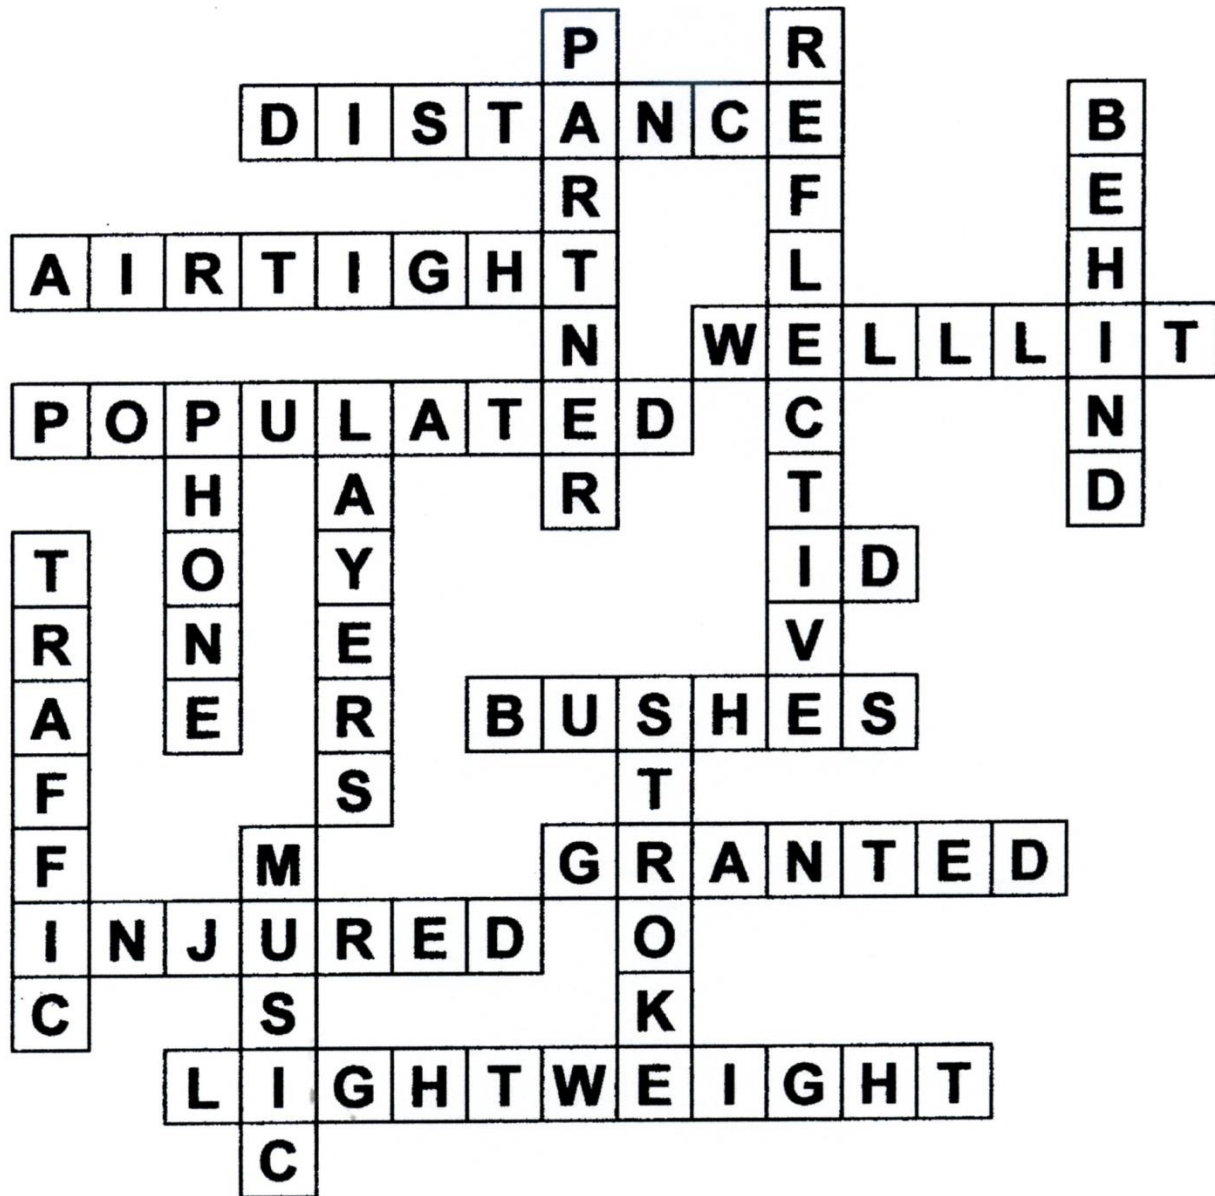 PARTNER
REFLECTIVE
DISTANCE
BEHIND
AIRTIGHT
WELLLIT
POPULATED
PHONE
LAYERS
TRAFFIC
ID
BUSHES
STROKE
MUSIC
GRANTED
INJURED
LIGHTWEIGHT